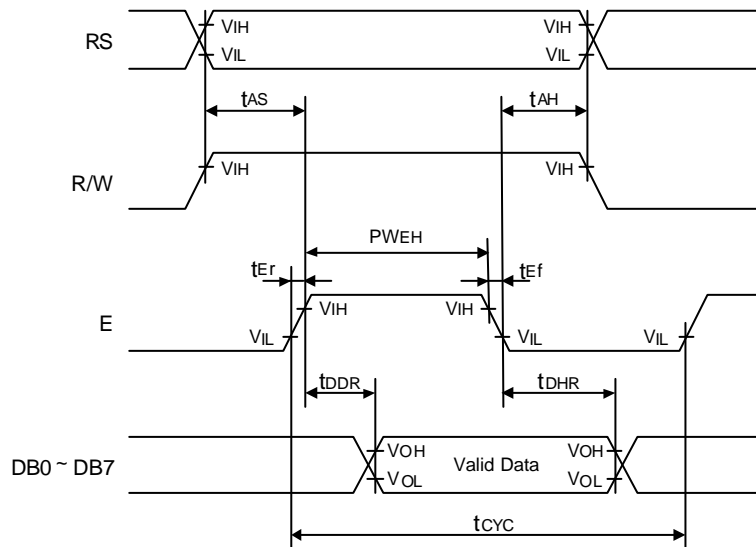 RS
VIH
VIH
VIL
VIL
tAS
tAH
R/W
VIH
VIH
PWEH
tEr
tEf
E
VIH
VIH
VIL
VIL
VIL
tDDR
tDHR
DB0 ~ DB7
VOH
Valid Data
VOH
VOL
VOL
tCYC